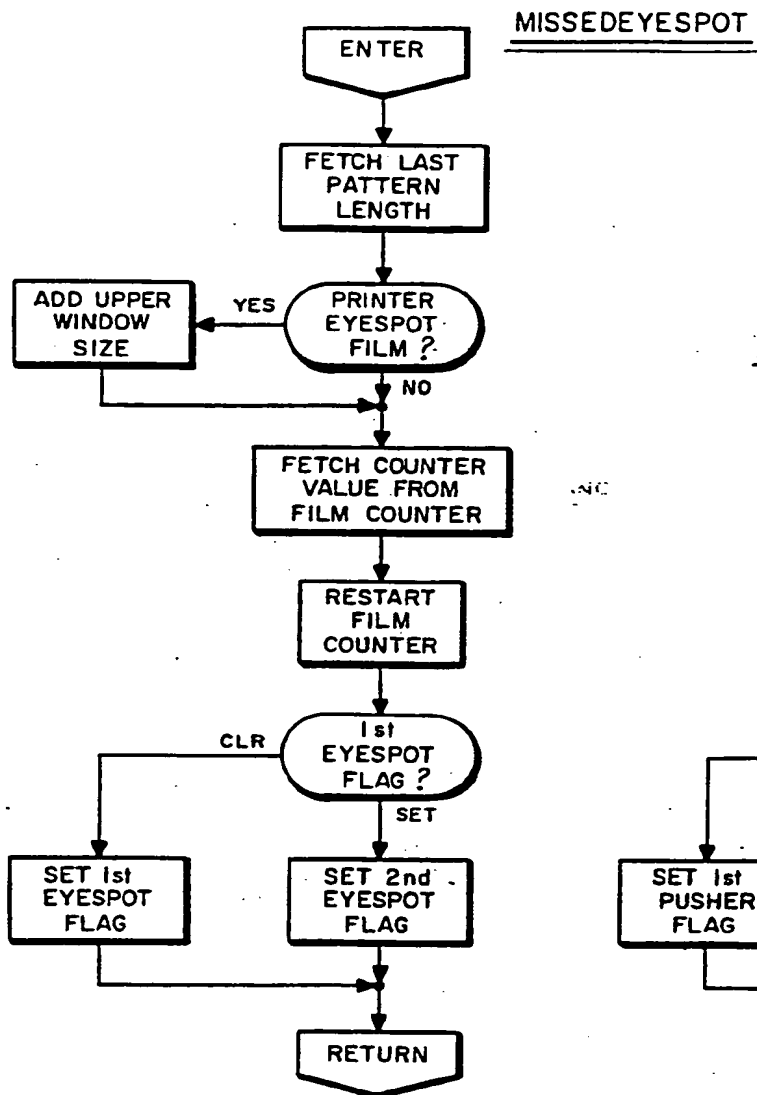 MISSEDEYESPOT
ENTER
FETCH LAST
PATTERN
LENGTH
PRINTER
EYESPOT
FILM ?
YES
ADD UPPER
WINDOW
SIZE
NO
FETCH COUNTER
VALUE FROM
FILM COUNTER
RESTART
FILM
COUNTER
1st
EYESPOT
FLAG ?
CLR
SET
SET 1st
EYESPOT
FLAG
SET 2nd
EYESPOT
FLAG
SET 1st
PUSHER
FLAG
RETURN